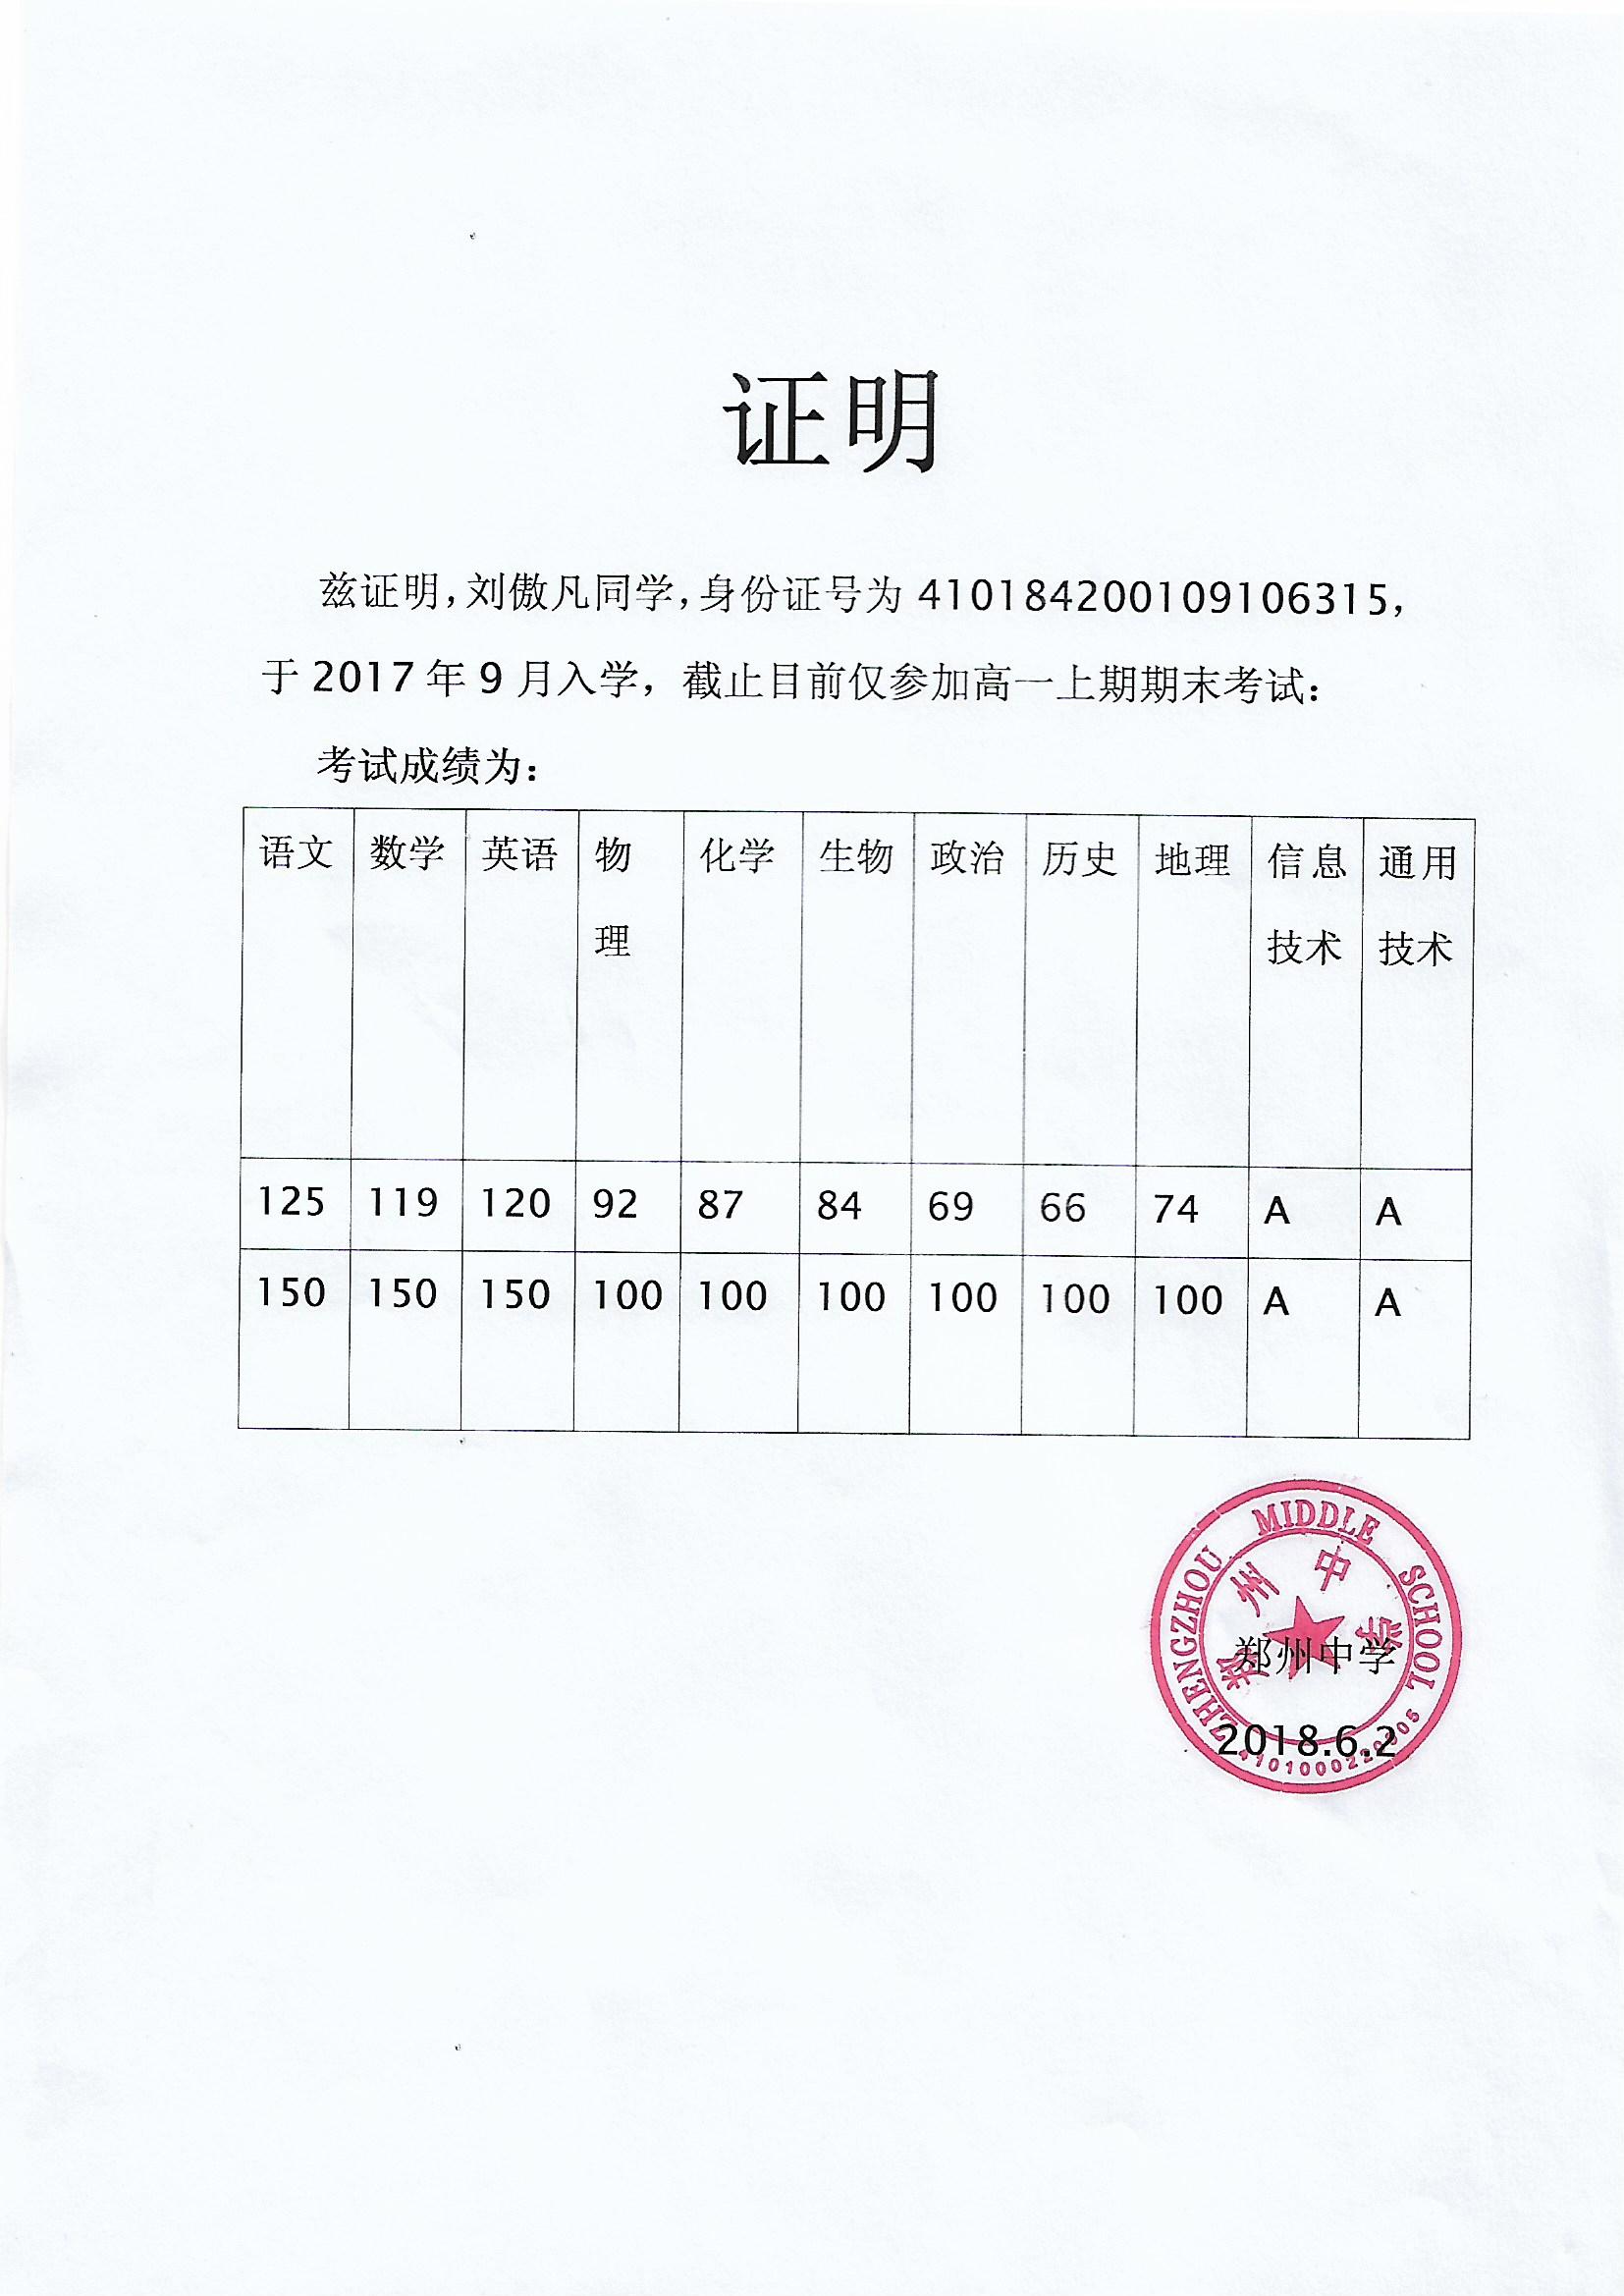 证明
兹证明，刘傲凡同学，身份证号为 410184200109106315，
于 2017 年 9 月入学，截止目前仅参加高一上期期末考试：
考试成绩为：
语文 数学 英语 物理 化学 生物 政治 历史 地理 信息技术 通用技术
125 119 120 92 87 84 69 66 74 A A
150 150 150 100 100 100 100 100 100 A A
ZHENGZHOU MIDDLE SCHOOL
郑州中学
郑州中学
2018.6.2